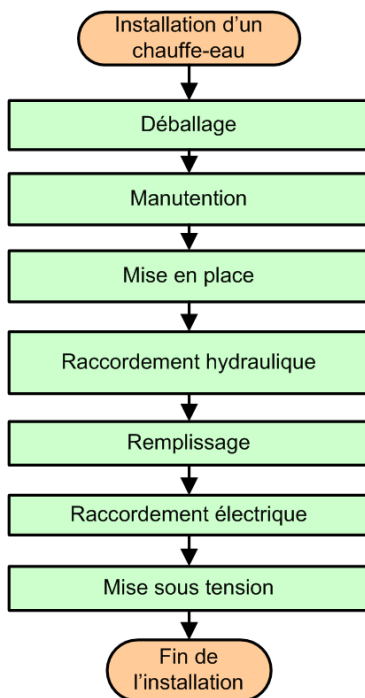 Installation d’un
chauffe-eau
Déballage
Manutention
Mise en place
Raccordement hydraulique
Remplissage
Raccordement électrique
Mise sous tension
Fin de
l’installation